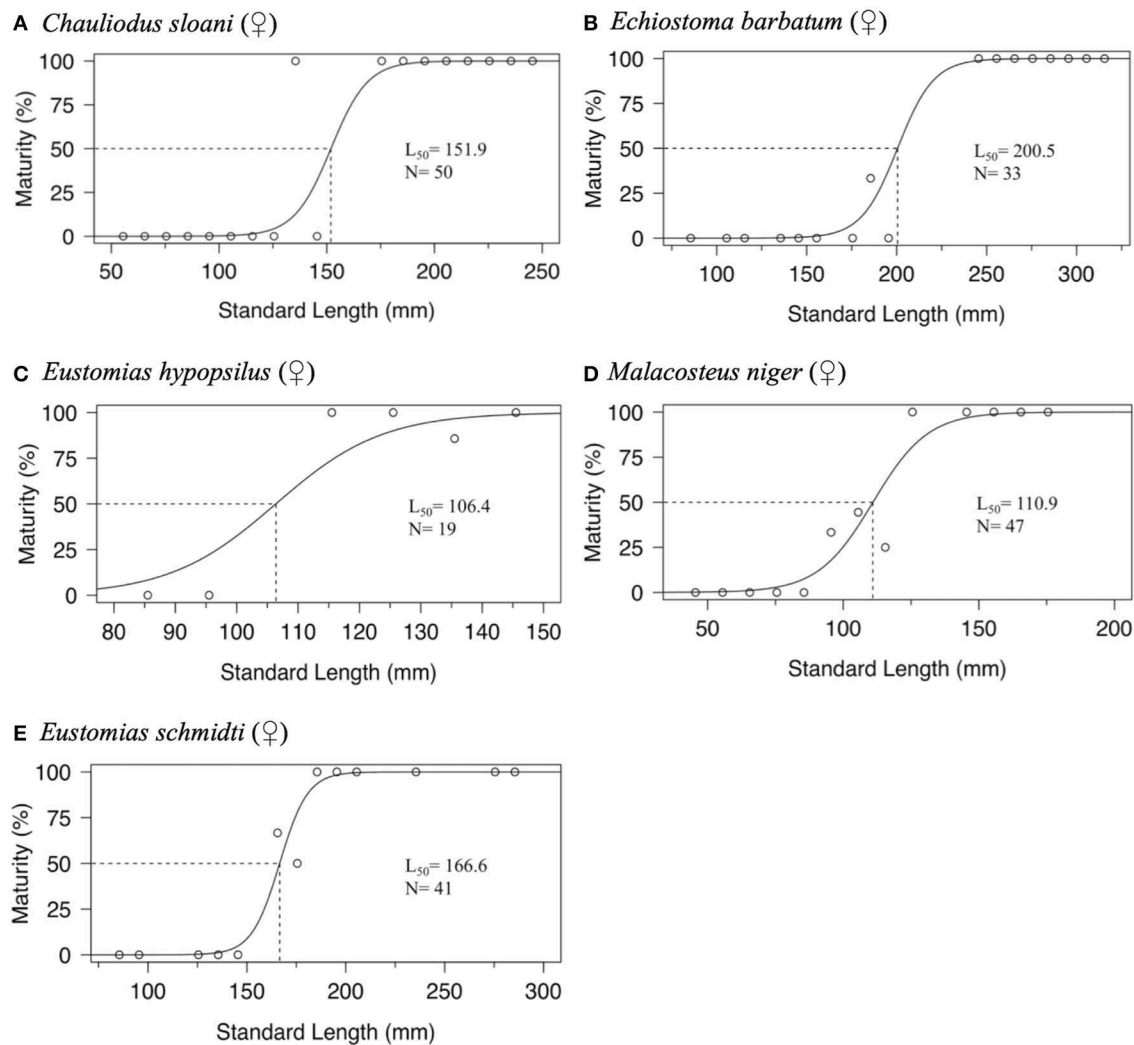 A Chauliodus sloani (♀)
100
75
50
25
0
Maturity (%)
L50= 151.9
N= 50
50 100 150 200 250
Standard Length (mm)
B Echiostoma barbatum (♀)
100
75
50
25
0
Maturity (%)
L50= 200.5
N= 33
100 150 200 250 300
Standard Length (mm)
C Eustomias hypopsilus (♀)
100
75
50
25
0
Maturity (%)
L50= 106.4
N= 19
80 90 100 110 120 130 140 150
Standard Length (mm)
D Malacosteus niger (♀)
100
75
50
25
0
Maturity (%)
L50= 110.9
N= 47
50 100 150 200
Standard Length (mm)
E Eustomias schmidti (♀)
100
75
50
25
0
Maturity (%)
L50= 166.6
N= 41
100 150 200 250 300
Standard Length (mm)